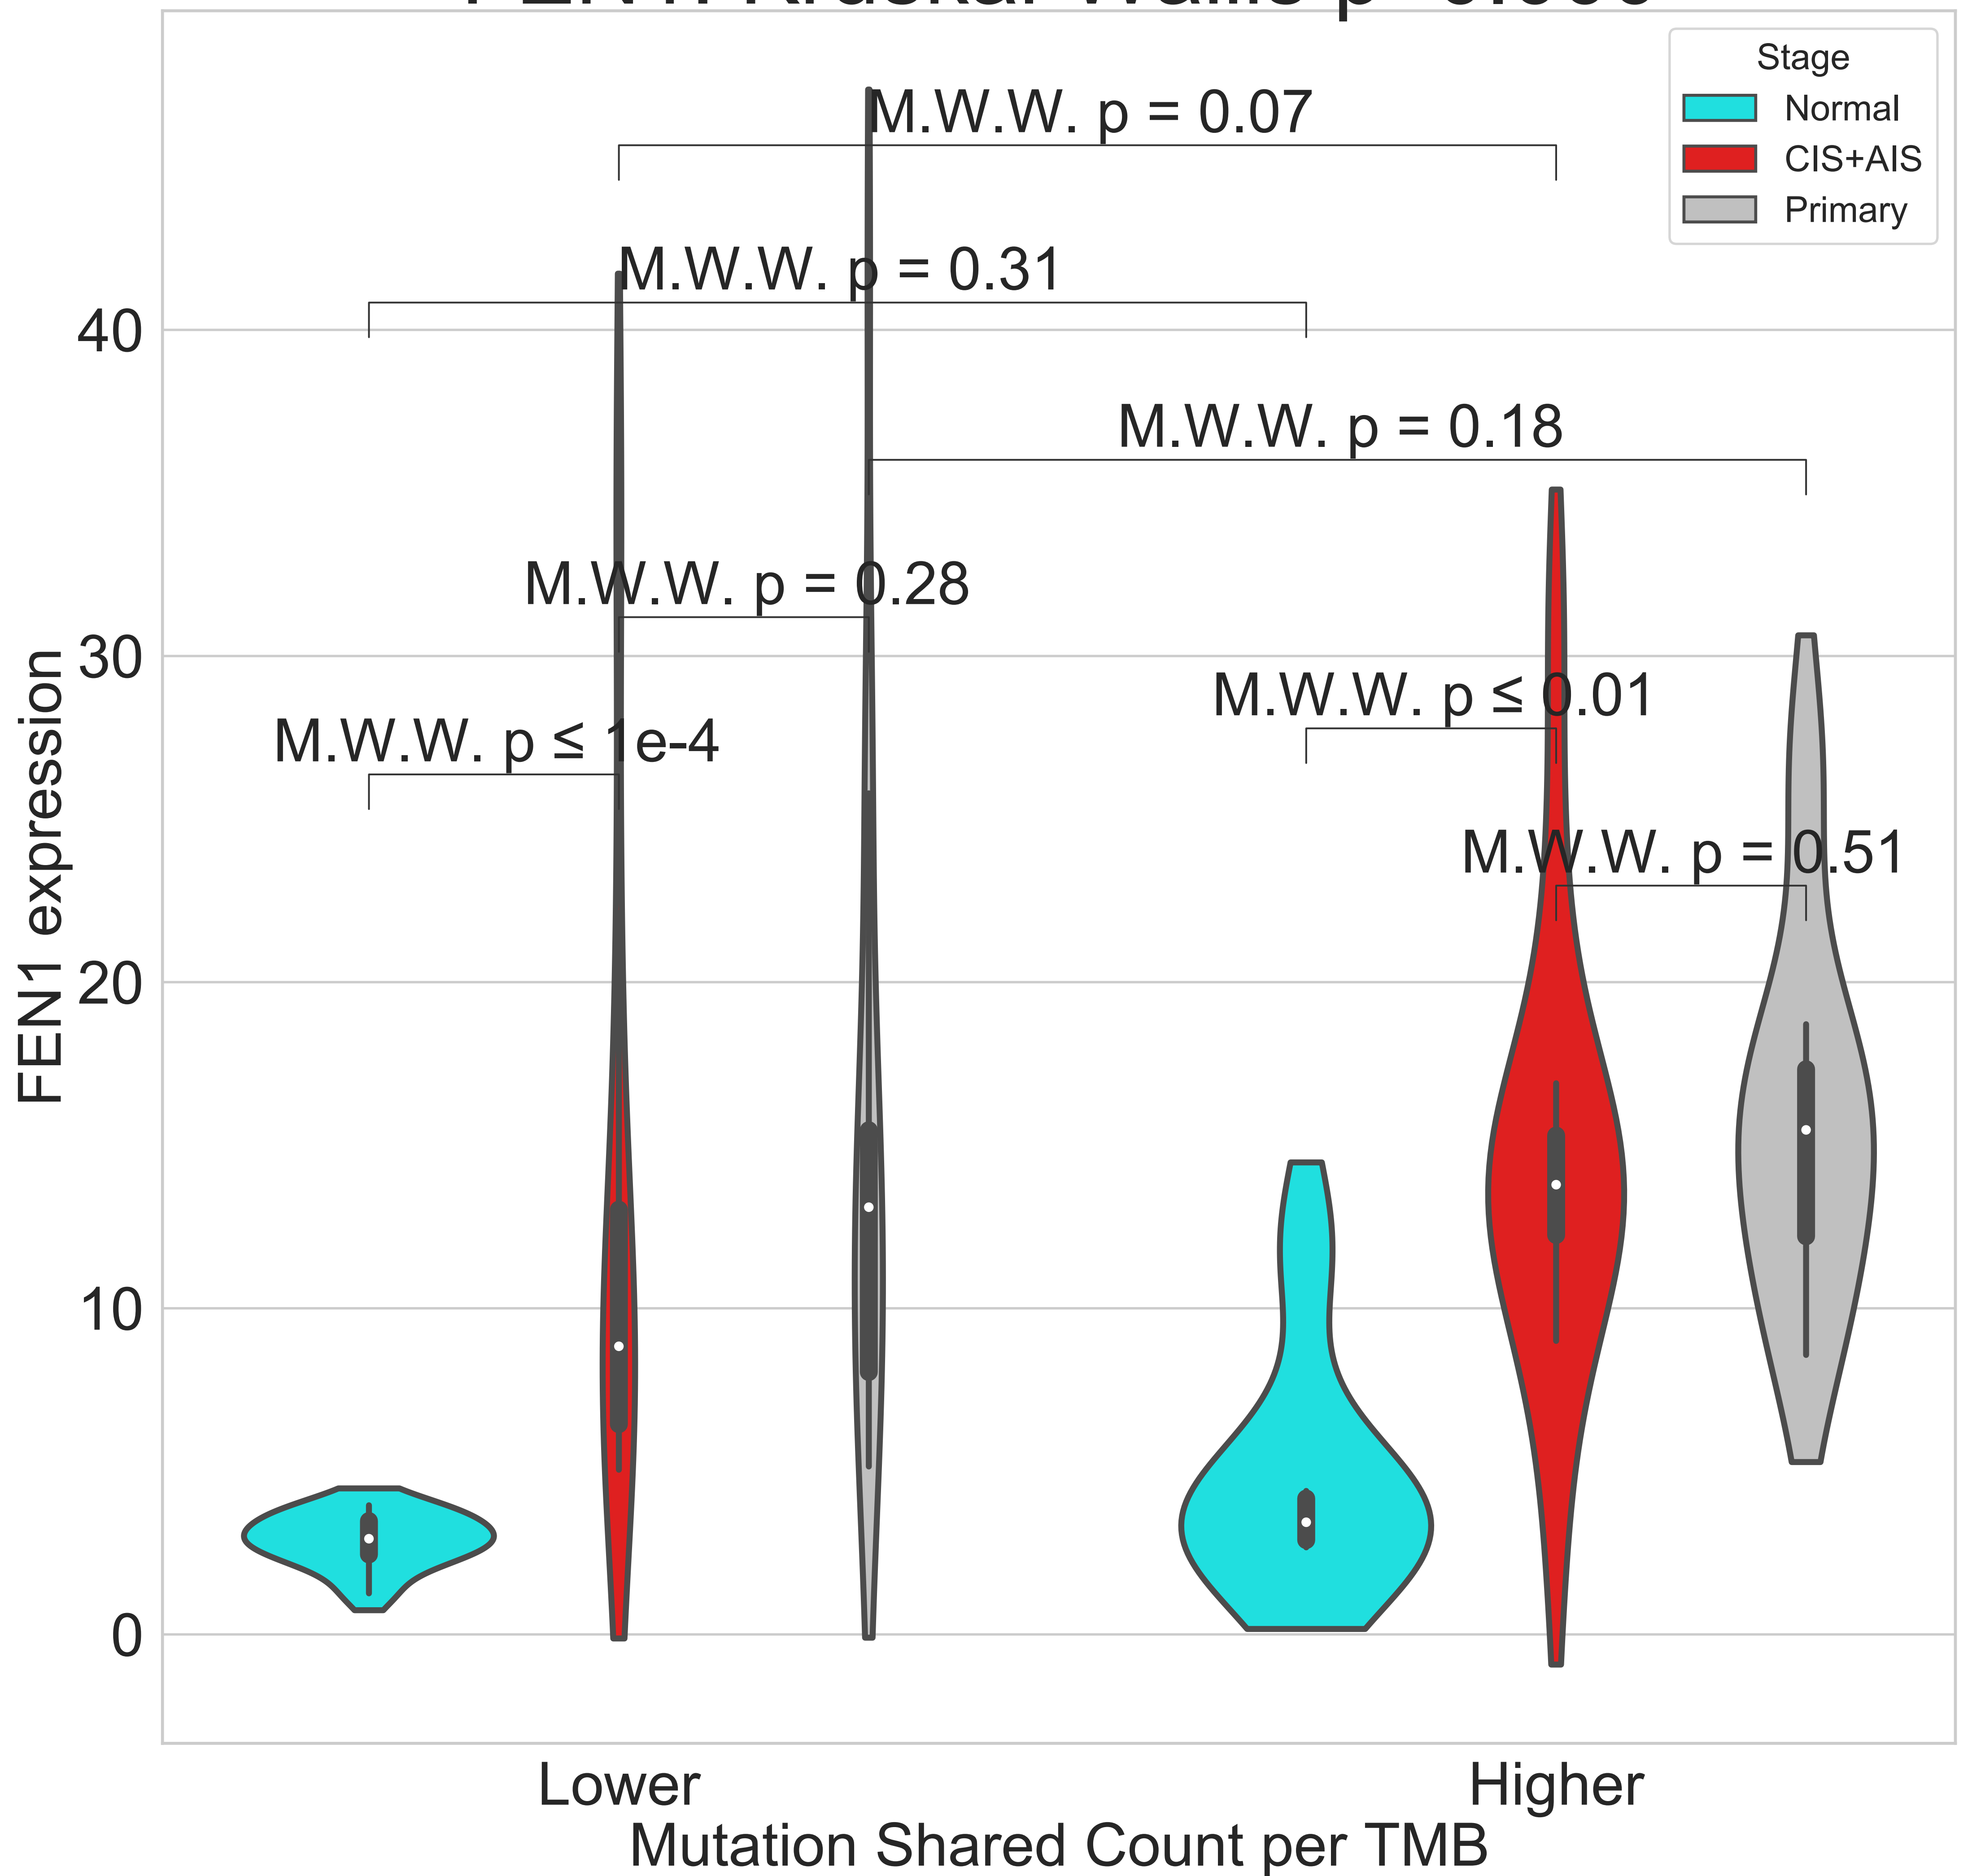 Stage
Normal
CIS+AIS
Primary
M.W.W. p = 0.07
M.W.W. p = 0.31
M.W.W. p = 0.18
M.W.W. p = 0.28
M.W.W. p ≤ 0.01
M.W.W. p ≤ 1e-4
M.W.W. p = 0.51
FEN1 expression
40
30
20
10
0
Lower
Higher
Mutation Shared Count per TMB